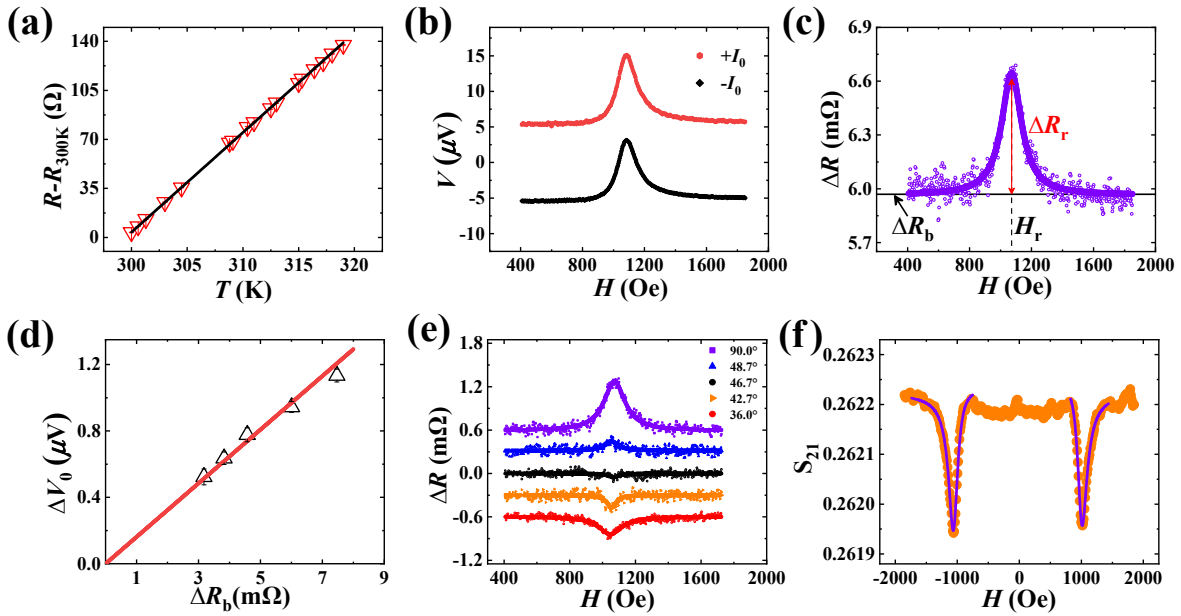 (a)
R-R300K (Ω)
140
105
70
35
0
300 305 310 315 320
T (K)
(b)
V (μV)
15
10
5
0
-5
-10
+I0
-I0
0 400 800 1200 1600 2000
H (Oe)
(c)
ΔR (mΩ)
6.9
6.6
6.3
6.0
5.7
ΔRr
ΔRb
Hr
400 800 1200 1600 2000
H (Oe)
(d)
ΔV0 (μV)
1.2
0.8
0.4
0.0
1 3 5 7 9
ΔRb(mΩ)
(e)
ΔR (mΩ)
1.8
1.2
0.6
0.0
-0.6
-1.2
90.0°
48.7°
46.7°
42.7°
36.0°
400 800 1200 1600 2000
H (Oe)
(f)
S21
0.2623
0.2622
0.2621
0.2620
0.2619
-2000 -1000 0 1000 2000
H (Oe)